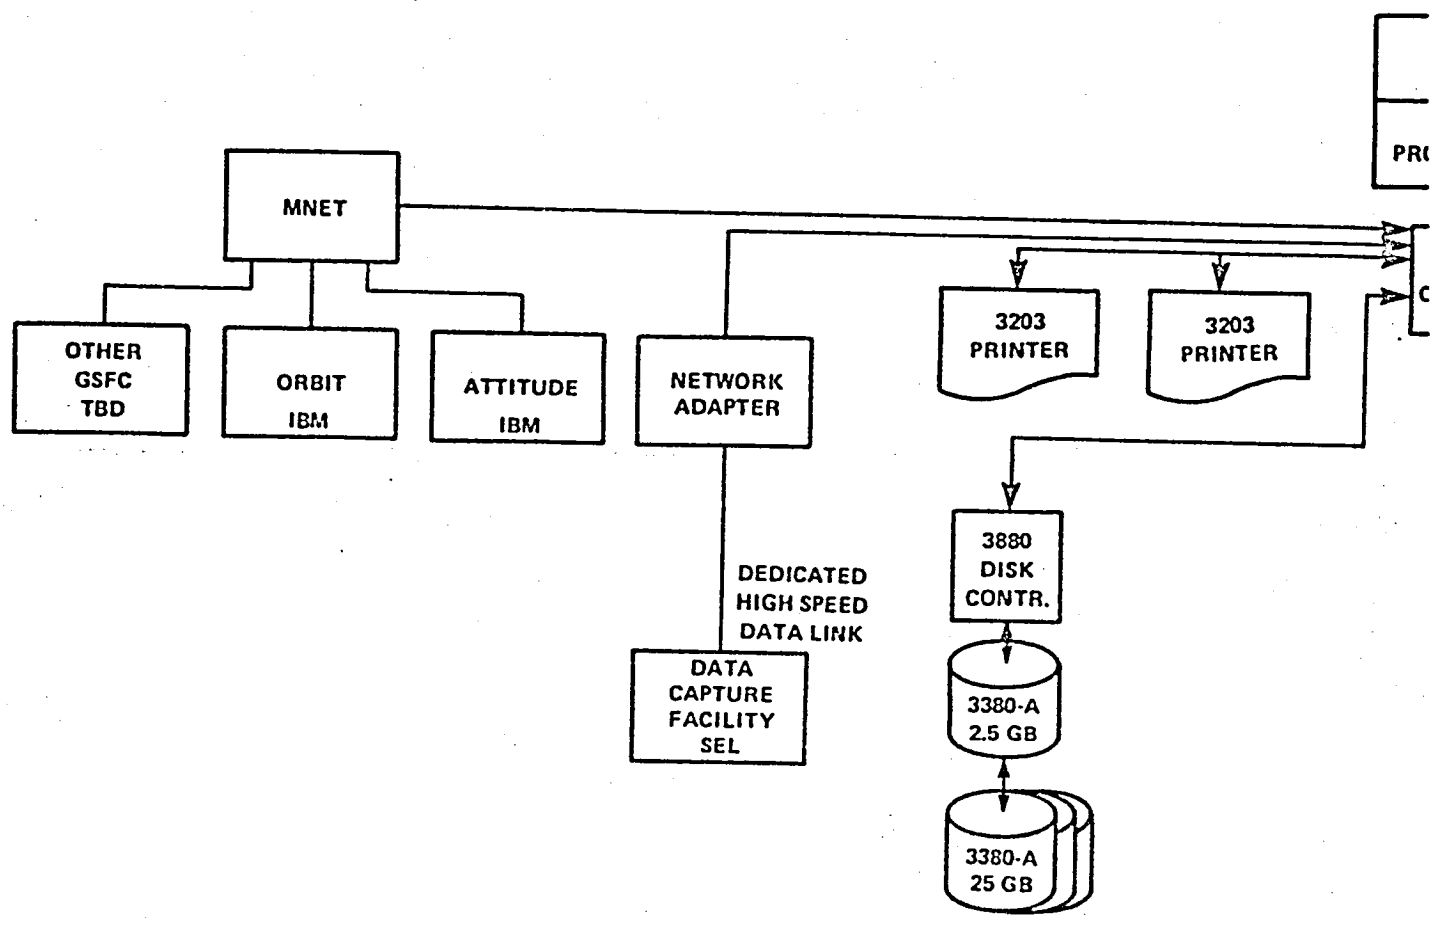 MNET
OTHER
GSFC
TBD
ORBIT
IBM
ATTITUDE
IBM
NETWORK
ADAPTER
3203
PRINTER
3203
PRINTER
DEDICATED
HIGH SPEED
DATA LINK
DATA
CAPTURE
FACILITY
SEL
3880
DISK
CONTR.
3380-A
2.5 GB
3380-A
25 GB